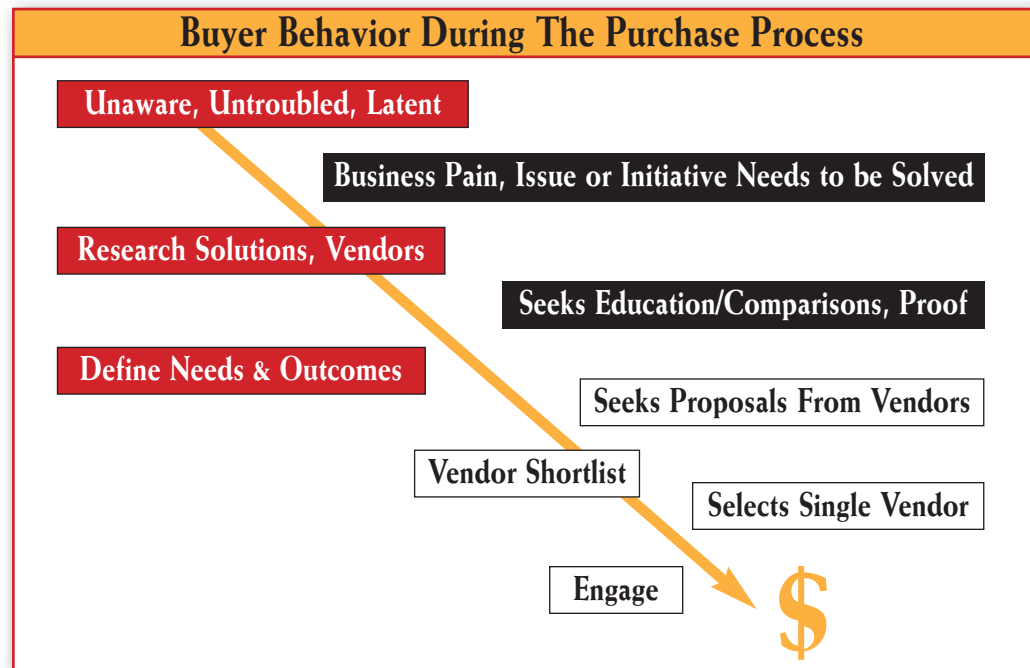 Buyer Behavior During The Purchase Process
Unaware, Untroubled, Latent
Business Pain, Issue or Initiative Needs to be Solved
Research Solutions, Vendors
Seeks Education/Comparisons, Proof
Define Needs & Outcomes
Seeks Proposals From Vendors
Vendor Shortlist
Selects Single Vendor
Engage
$